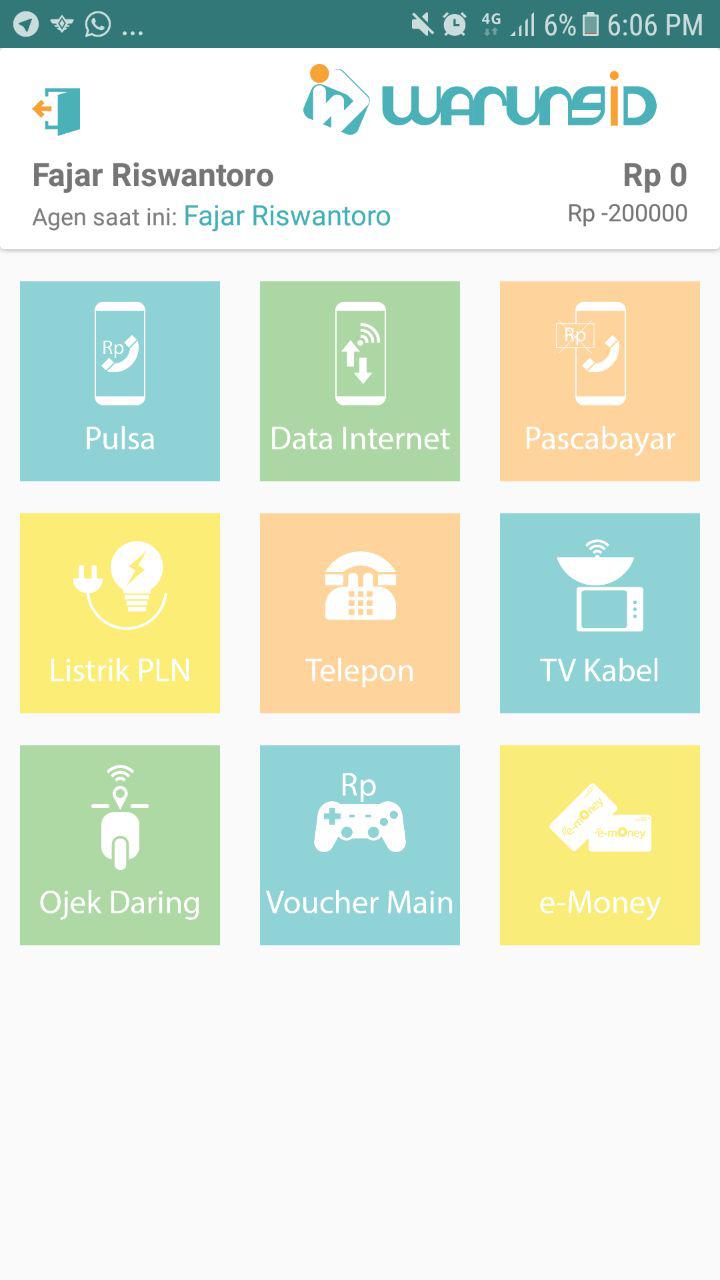 ... 4G 6% 6:06 PM
WARUNGiD
Fajar Riswantoro Rp 0
Agen saat ini: Fajar Riswantoro Rp -200000
Rp
Rp
Pulsa Data Internet Pascabayar
Listrik PLN Telepon TV Kabel
Rp
e-money
e-money
Ojek Daring Voucher Main e-Money